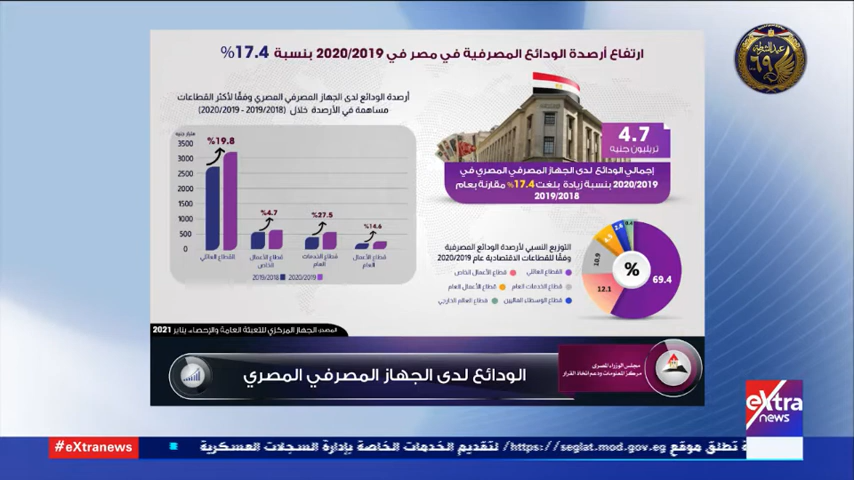 ارتفاع أرصدة الودائع المصرفية في مصر في 2020/2019 بنسبة 17.4%
عيد الشرطة
٦٩
أرصدة الودائع لدى الجهاز المصرفي المصري وفقًا لأكثر القطاعات
مساهمة في الأرصدة خلال (2019/2018 - 2020/2019)
مليار جنيه
3500
3000
2500
2000
1500
1000
500
0
%19.8
%4.7
%27.5
%14.6
القطاع العائلي
قطاع الأعمال الخاص
قطاع الخدمات العام
قطاع الأعمال العام
2019/2018
2020/2019
4.7
تريليون جنيه
إجمالي الودائع لدى الجهاز المصرفي المصري في
2020/2019 بنسبة زيادة بلغت 17.4% مقارنة بعام
2019/2018
التوزيع النسبي لأرصدة الودائع المصرفية
وفقًا للقطاعات الاقتصادية عام 2020/2019
القطاع العائلي
قطاع الأعمال الخاص
قطاع الخدمات العام
قطاع الأعمال العام
قطاع الوسطاء الماليين
قطاع العالم الخارجي
%
69.4
12.1
10.9
2.6
المصدر: الجهاز المركزي للتعبئة العامة والإحصاء، يناير 2021
الودائع لدى الجهاز المصرفي المصري
مجلس الوزراء المصرى
مركز المعلومات ودعم اتخاذ القرار
eXtra
news
#eXtranews
ة تطلق موقع https://seglat.mod.gov.eg لتقديم الخدمات الخاصة بإدارة السجلات العسكرية